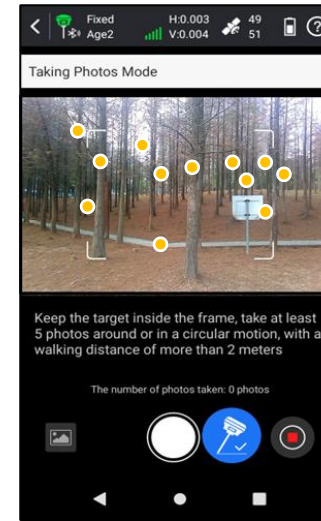 Fixed
Age2
H:0.003
V:0.004
49
51
Taking Photos Mode
Keep the target inside the frame, take at least
5 photos around or in a circular motion, with a
walking distance of more than 2 meters
The number of photos taken: 0 photos